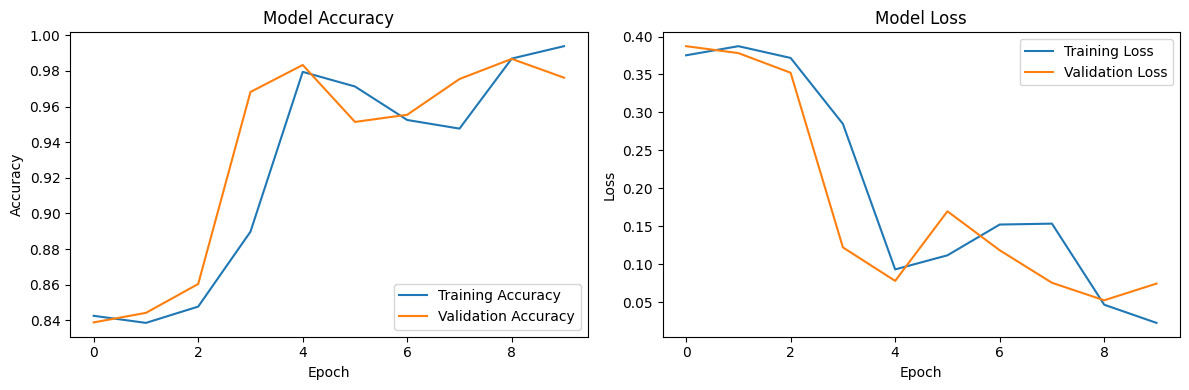 Model Accuracy
1.00
0.98
0.96
0.94
0.92
0.90
0.88
0.86
0.84
Accuracy
0 2 4 6 8
Epoch
Training Accuracy
Validation Accuracy
Model Loss
0.40
0.35
0.30
0.25
0.20
0.15
0.10
0.05
Loss
0 2 4 6 8
Epoch
Training Loss
Validation Loss